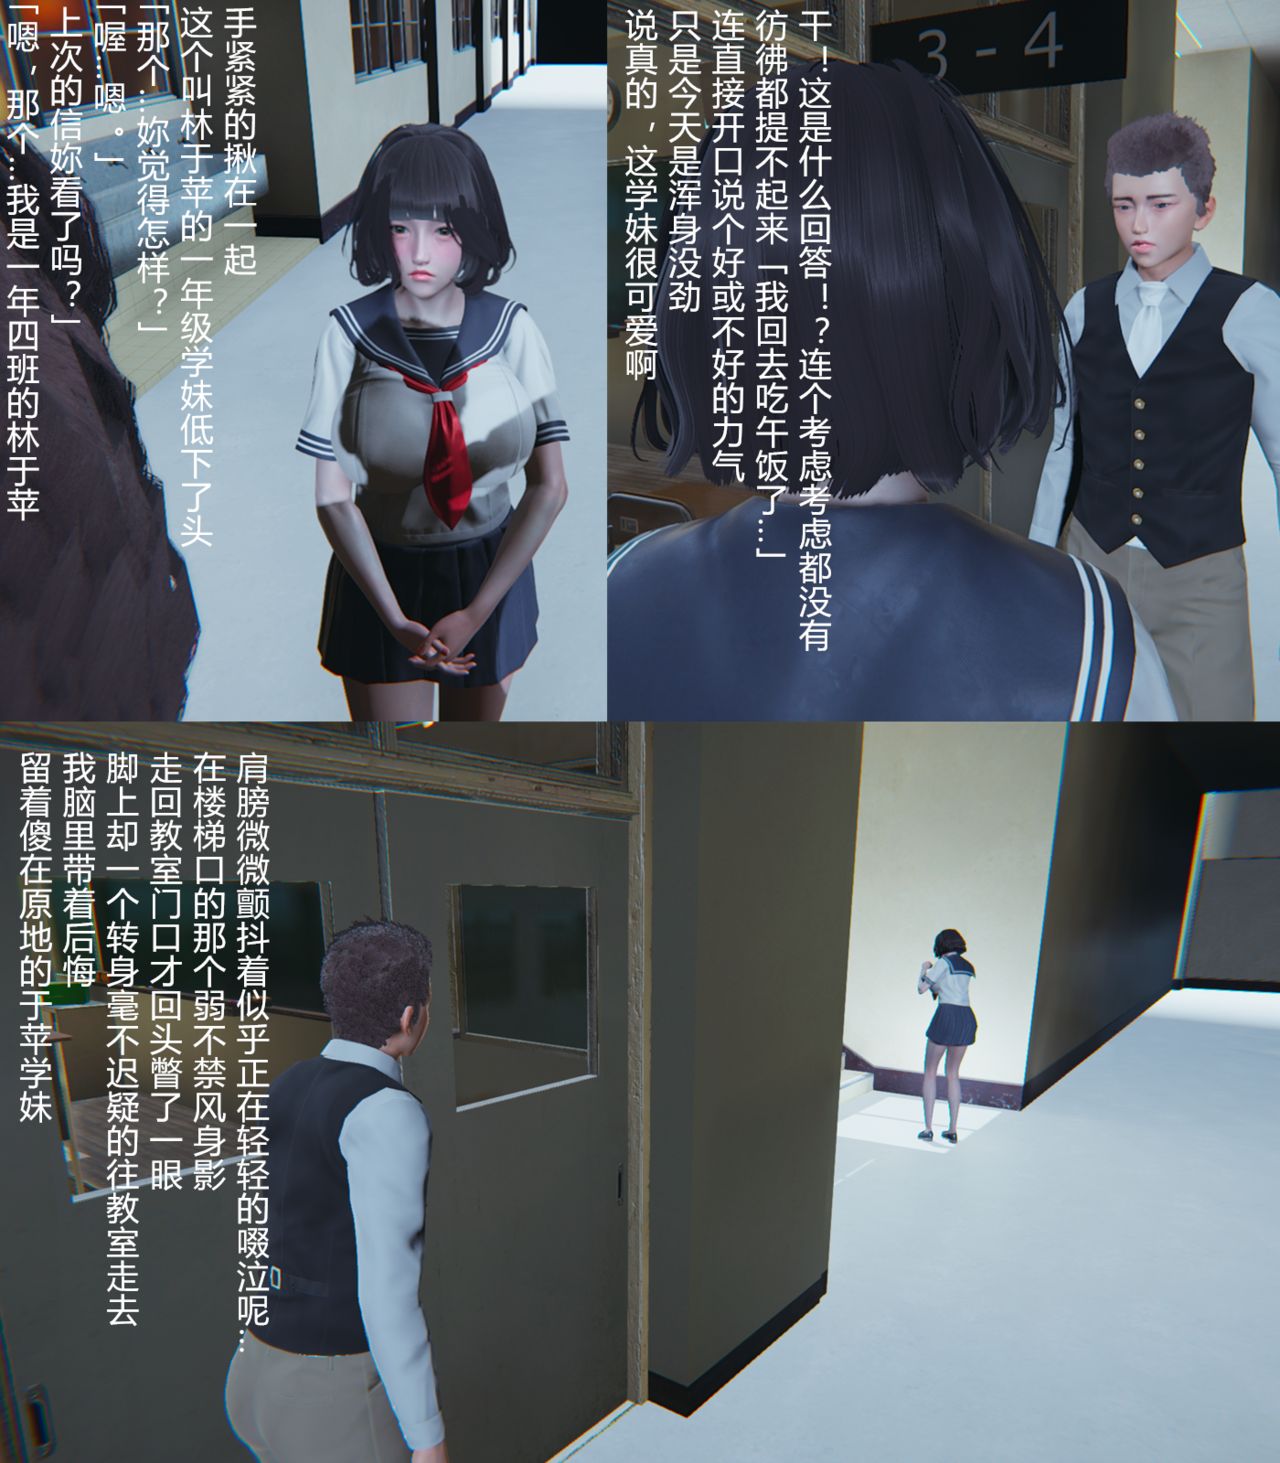 「嗯，那个…我是一年四班的林于苹
上次的信妳看了吗？」
「喔…嗯。」
「那个…妳觉得怎样？」
这个叫林于苹的一年级学妹低下了头
手紧紧的揪在一起
说真的，这学妹很可爱啊
只是今天是浑身没劲
连直接开口说个好或不好的力气
彷彿都提不起来「我回去吃午饭了…」
干！这是什么回答！？连个考虑考虑都没有
3-4
留着傻在原地的于苹学妹
我脑里带着后悔
脚上却一个转身毫不迟疑的往教室走去
走回教室门口才回头瞥了一眼
在楼梯口的那个弱不禁风身影
肩膀微微颤抖着似乎正在轻轻的啜泣呢…